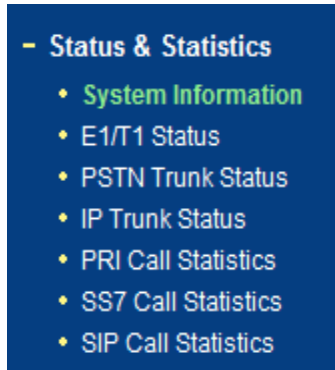 - Status & Statistics
• System Information
• E1/T1 Status
• PSTN Trunk Status
• IP Trunk Status
• PRI Call Statistics
• SS7 Call Statistics
• SIP Call Statistics